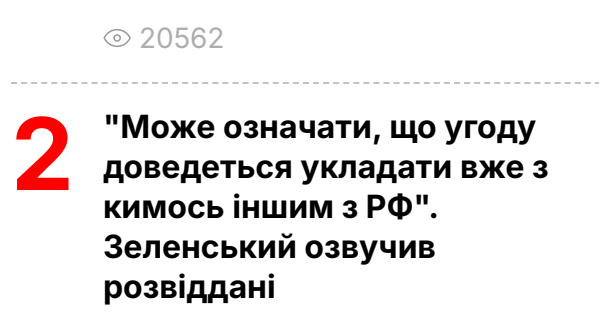 20562
2
"Може означати, що угоду
доведеться укладати вже з
кимось іншим з РФ".
Зеленський озвучив
розвіддані